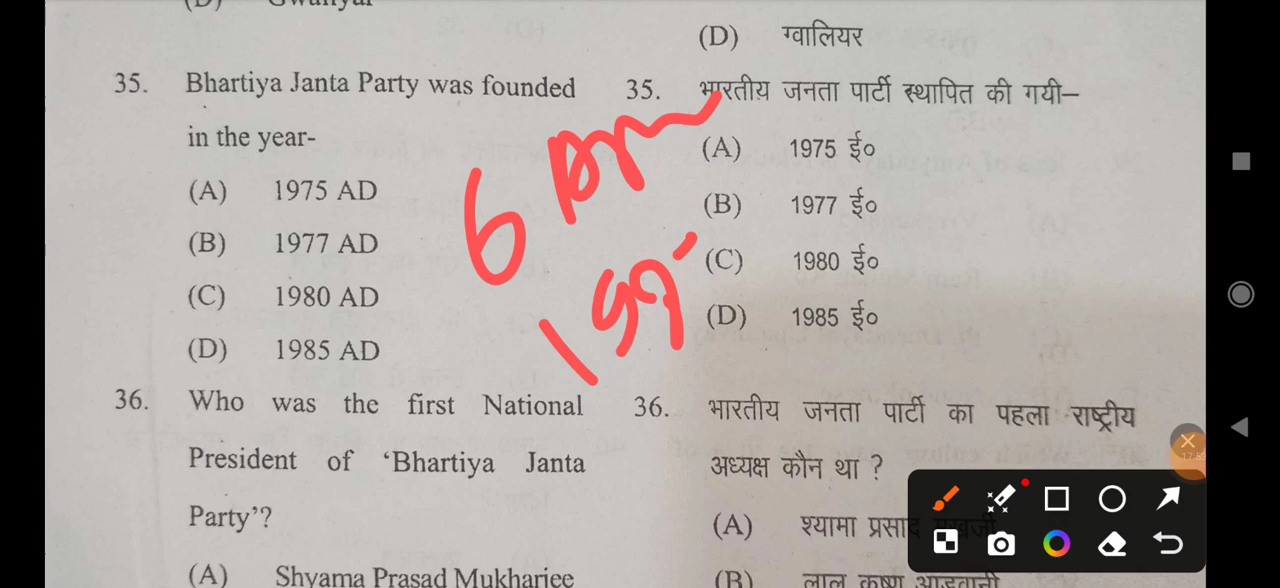 35. Bhartiya Janta Party was founded
in the year-
(A) 1975 AD
(B) 1977 AD
(C) 1980 AD
(D) 1985 AD
36. Who was the first National
President of ‘Bhartiya Janta
Party’?
(A) Shyama Prasad Mukharjee
(D) ग्वालियर
35. भारतीय जनता पार्टी स्थापित की गयी–
(A) 1975 ई०
(B) 1977 ई०
(C) 1980 ई०
(D) 1985 ई०
36. भारतीय जनता पार्टी का पहला राष्ट्रीय
अध्यक्ष कौन था ?
(A) श्यामा प्रसाद मुखर्जी
(B) लाल कृष्ण आडवानी
6